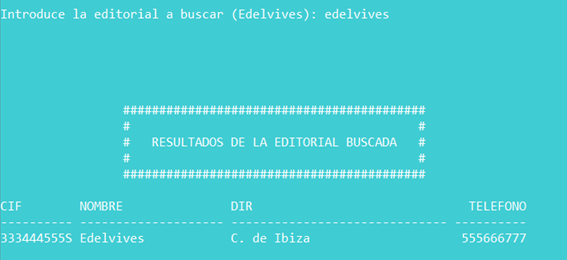 Introduce la editorial a buscar (Edelvives): edelvives
##########################################
#                                        #
#   RESULTADOS DE LA EDITORIAL BUSCADA   #
#                                        #
##########################################
CIF        NOMBRE               DIR                              TELEFONO
---------- -------------------- ------------------------------ ----------
333444555S Edelvives            C. de Ibiza                     555666777